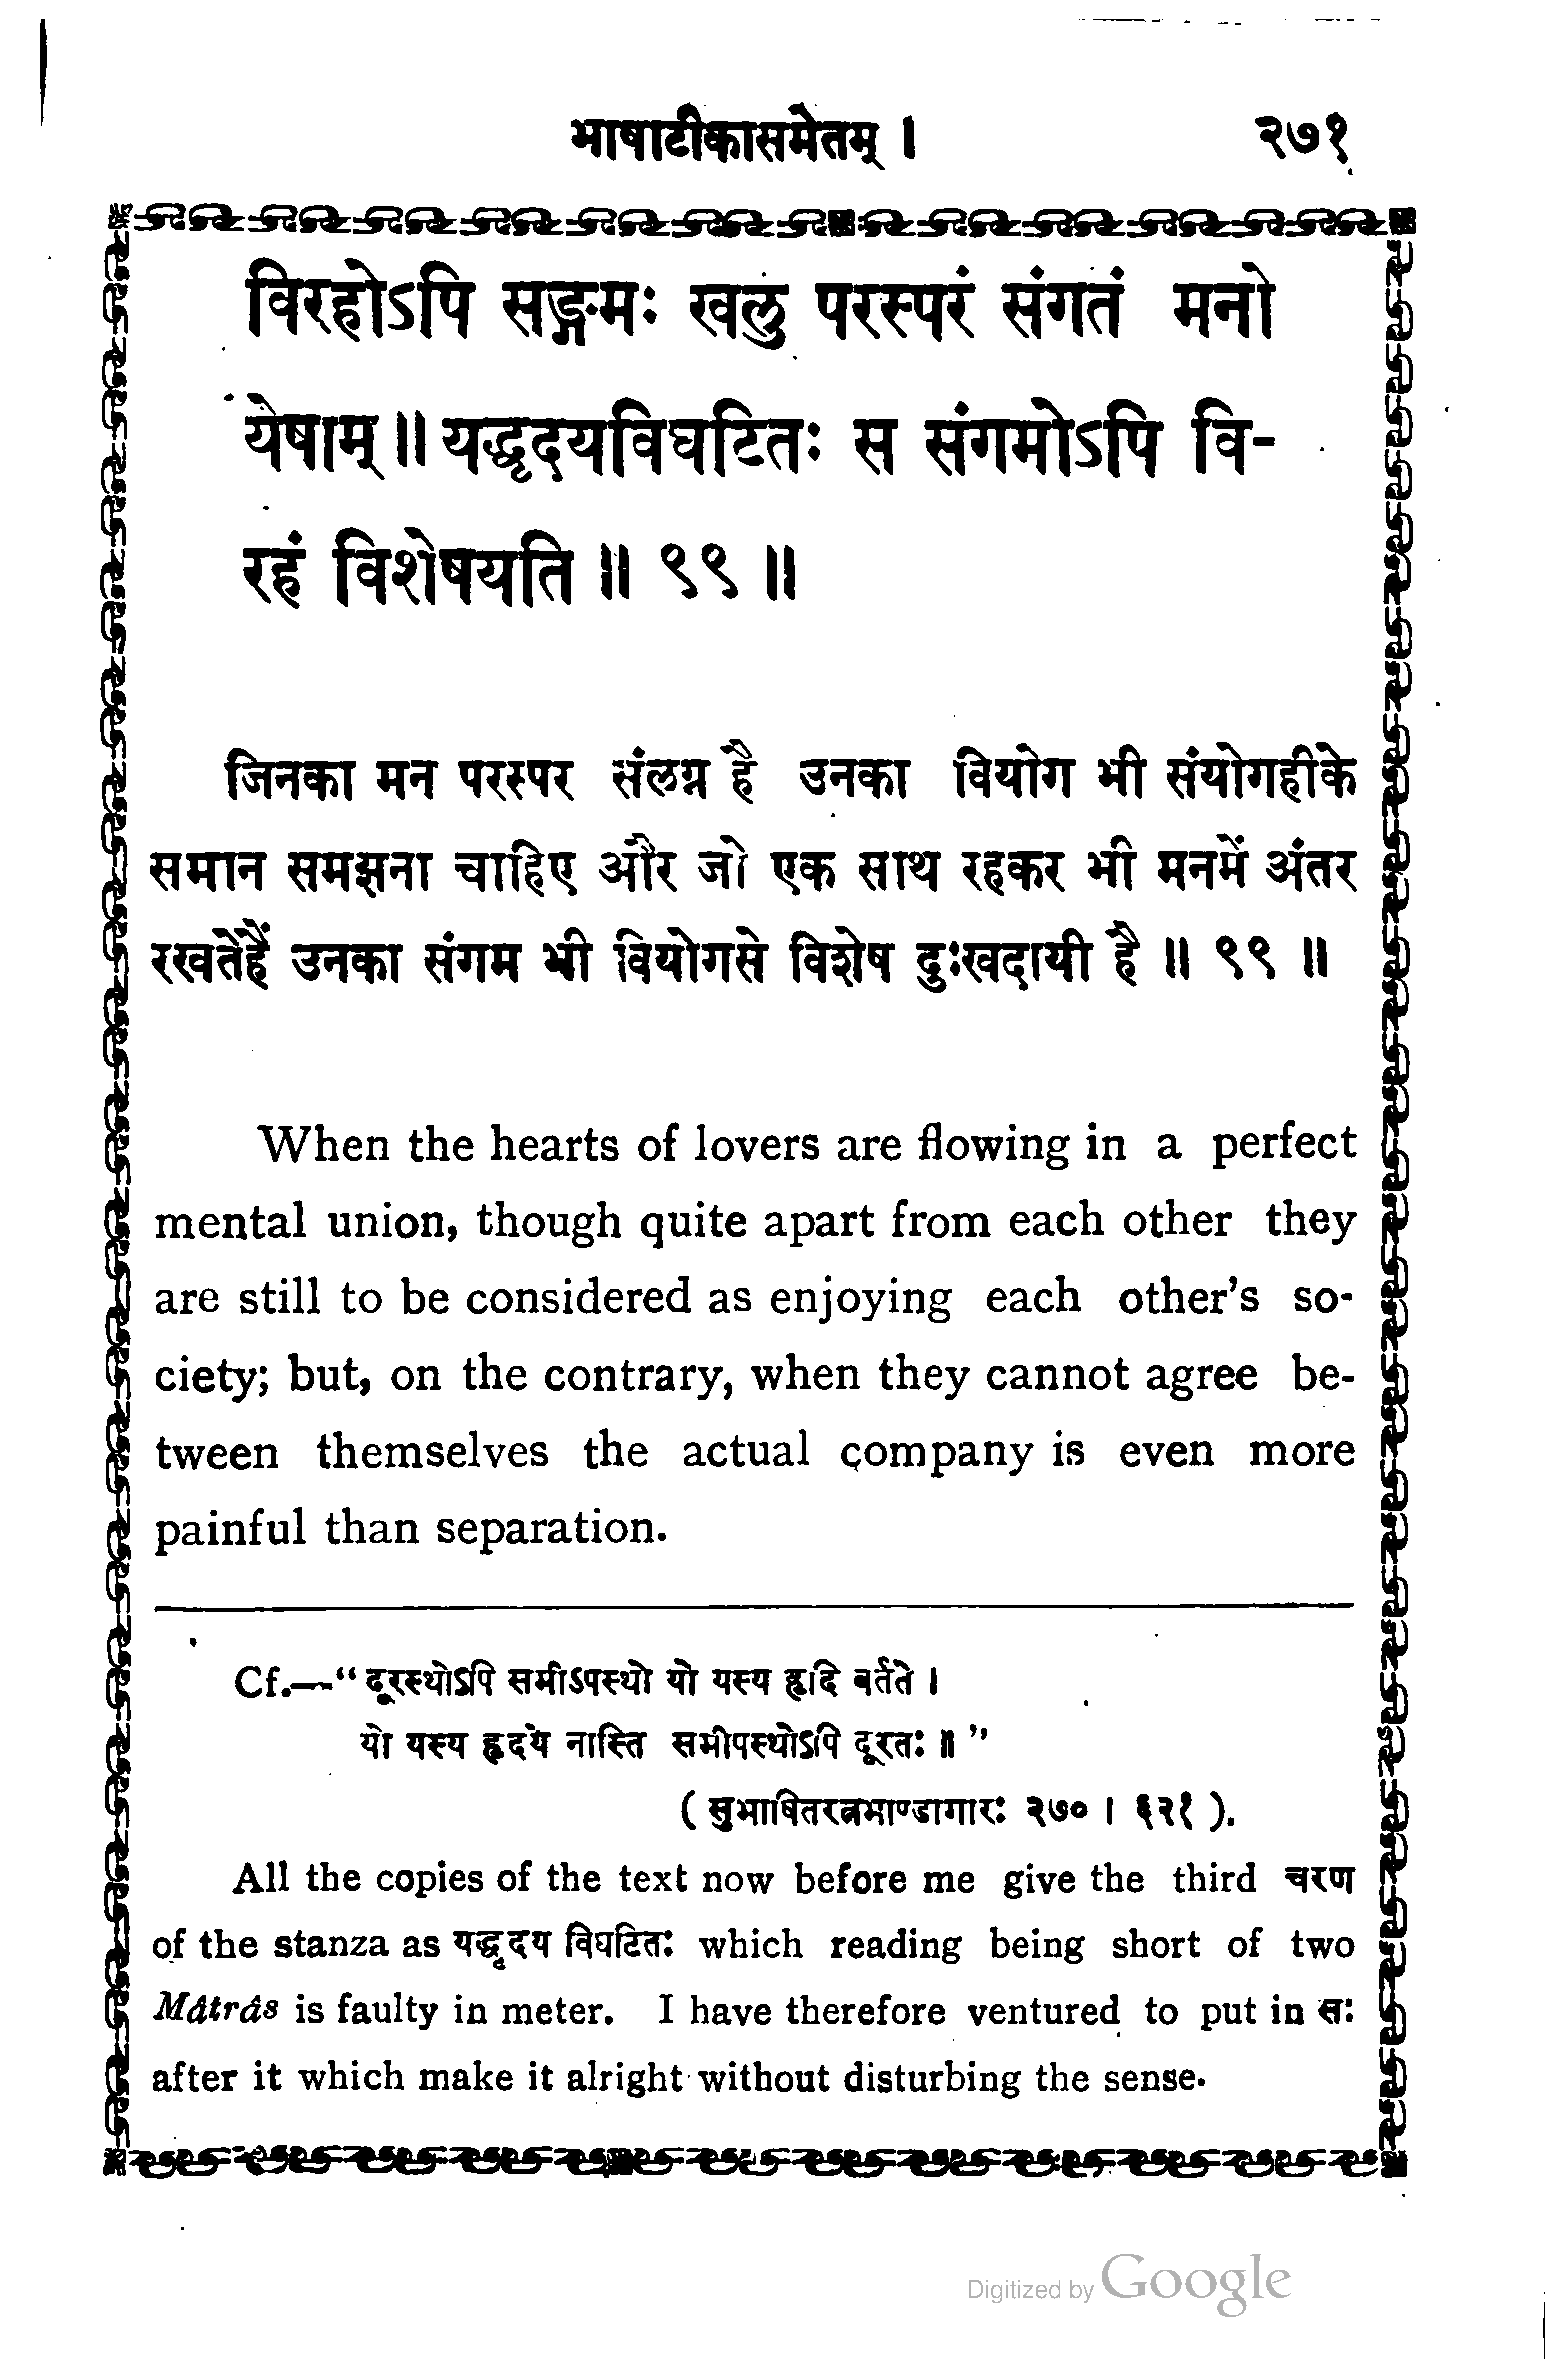 भाषाटीकासमेतम् । २७१
विरहोऽपि सङ्गमः खलु परस्परं संगतं मनो
येषाम् ॥ यद्धृदयविघटितः स संगमोऽपि वि-
रहं विशेषयति ॥ ९९ ॥
जिनका मन परस्पर संलग्न है उनका वियोग भी संयोगहीके
समान समझना चाहिए और जो एक साथ रहकर भी मनमें अंतर
रखतेहैं उनका संगम भी वियोगसे विशेष दुःखदायी है ॥ ९९ ॥
When the hearts of lovers are flowing in a perfect
mental union, though quite apart from each other they
are still to be considered as enjoying each other's so-
ciety; but, on the contrary, when they cannot agree be-
tween themselves the actual company is even more
painful than separation.
Cf.—“ दूरस्थोऽपि समीऽपस्थो यो यस्य हृदि वर्तते ।
यो यस्य हृदयं नास्ति समीपस्थोऽपि दूरतः ॥ ”
( सुभाषितरत्नभाण्डागारः २७० । ६२१ ).
All the copies of the text now before me give the third चरण
of the stanza as यद्धृदय विघटितः which reading being short of two
Mâtrâs is faulty in meter. I have therefore ventured to put in सः
after it which make it alright without disturbing the sense.
Digitized by Google